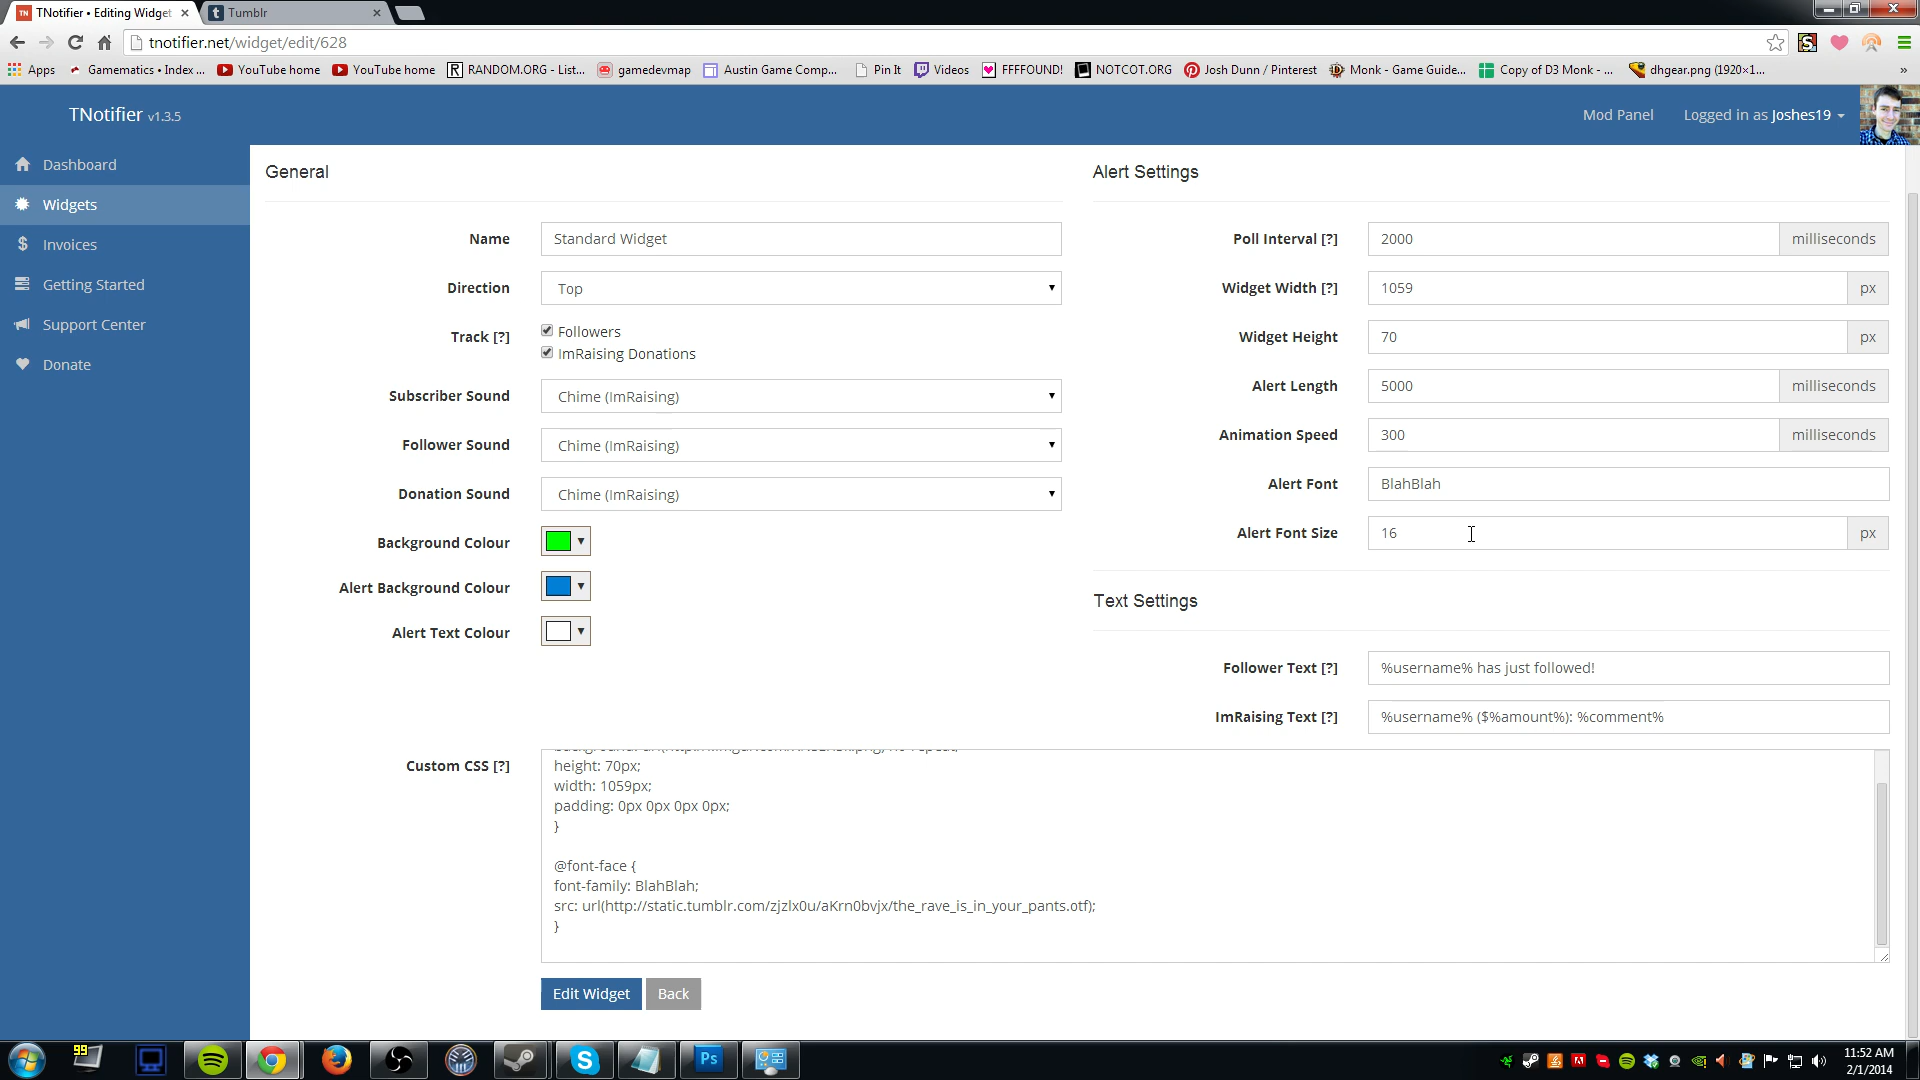 TNotifier • Editing Widget
Tumblr
tnotifier.net/widget/edit/628
Apps
Gamematics • Index ...
YouTube home
YouTube home
RANDOM.ORG - List...
gamedevmap
Austin Game Comp...
Pin It
Videos
FFFFOUND!
NOTCOT.ORG
Josh Dunn / Pinterest
Monk - Game Guide...
Copy of D3 Monk - ...
dhgear.png (1920×1...
»
TNotifier v1.3.5
Mod Panel
Logged in as Joshes19
Dashboard
Widgets
Invoices
Getting Started
Support Center
Donate
General
Name
Standard Widget
Direction
Top
Track [?]
Followers
ImRaising Donations
Subscriber Sound
Chime (ImRaising)
Follower Sound
Chime (ImRaising)
Donation Sound
Chime (ImRaising)
Background Colour
Alert Background Colour
Alert Text Colour
Alert Settings
Poll Interval [?]
2000
milliseconds
Widget Width [?]
1059
px
Widget Height
70
px
Alert Length
5000
milliseconds
Animation Speed
300
milliseconds
Alert Font
BlahBlah
Alert Font Size
16
px
Text Settings
Follower Text [?]
%username% has just followed!
ImRaising Text [?]
%username% ($%amount%): %comment%
Custom CSS [?]
height: 70px;
width: 1059px;
padding: 0px 0px 0px 0px;
}
@font-face {
font-family: BlahBlah;
src: url(http://static.tumblr.com/zjzlx0u/aKrn0bvjx/the_rave_is_in_your_pants.otf);
}
Edit Widget
Back
99
Ps
11:52 AM
2/1/2014